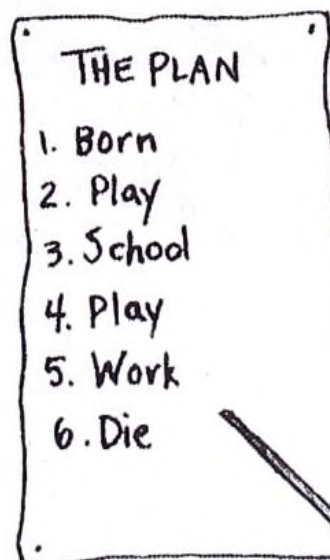 THE PLAN
1. Born
2. Play
3. School
4. Play
5. Work
6. Die